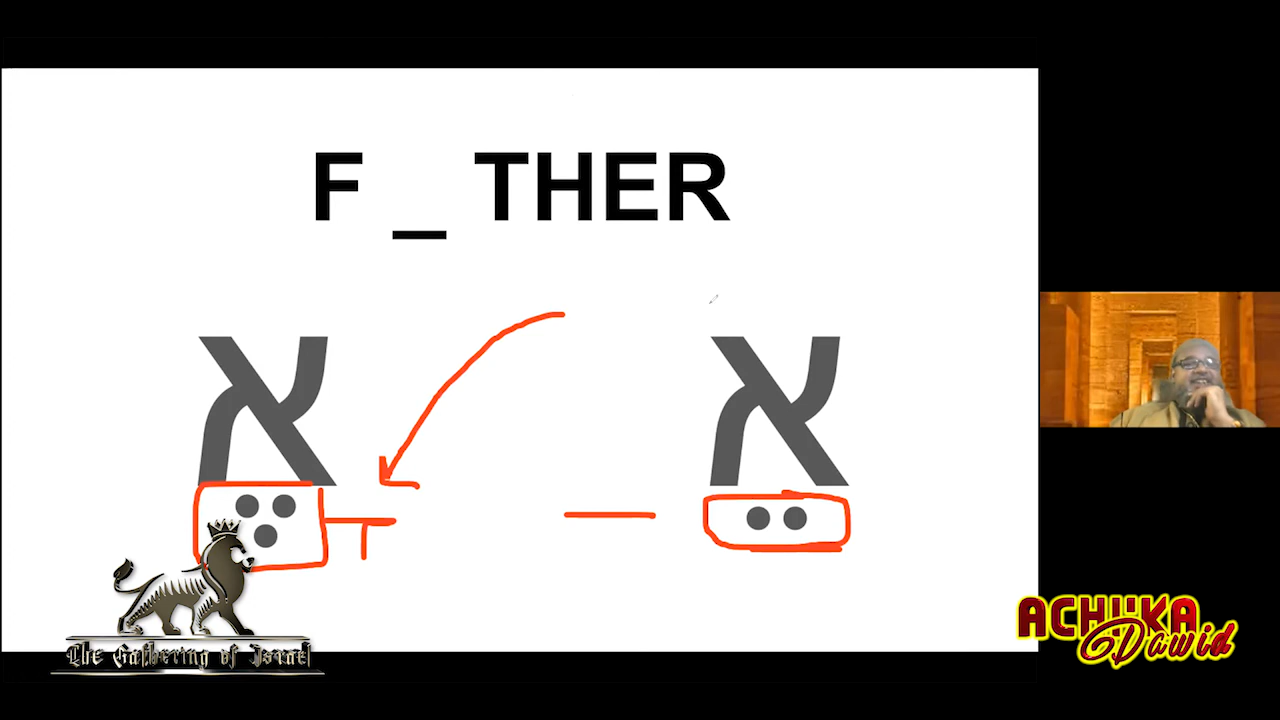 F _ THER
אֶ אֵ
The Gathering of Israel
ACHUKA
Dawid